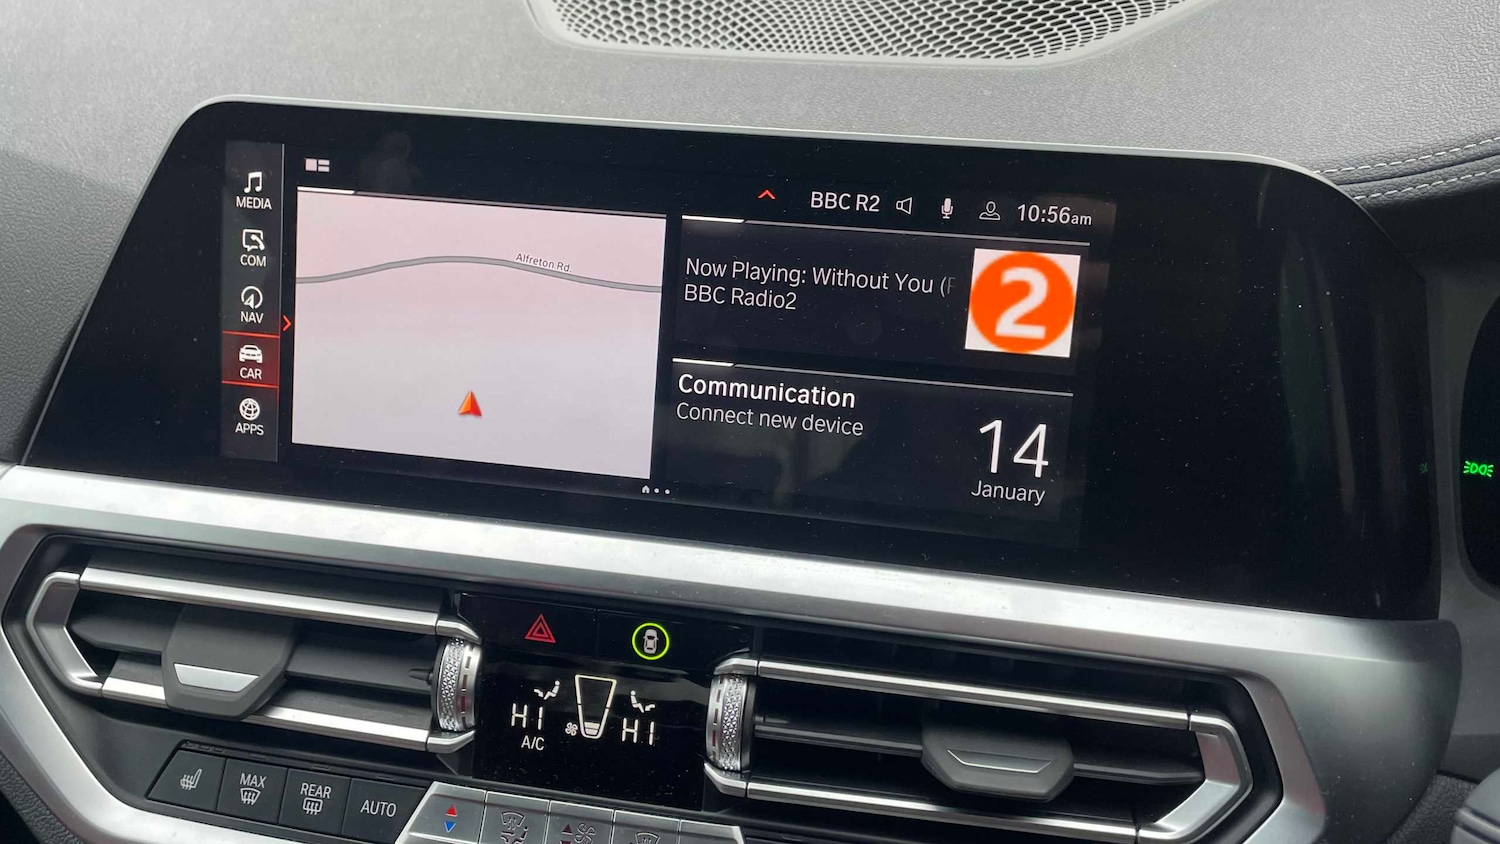 MEDIA
COM
NAV
CAR
APPS
BBC R2
10:56am
Alfreton Rd.
Now Playing: Without You (
BBC Radio2
2
Communication
Connect new device
14
January
HI
HI
A/C
MAX
REAR
AUTO